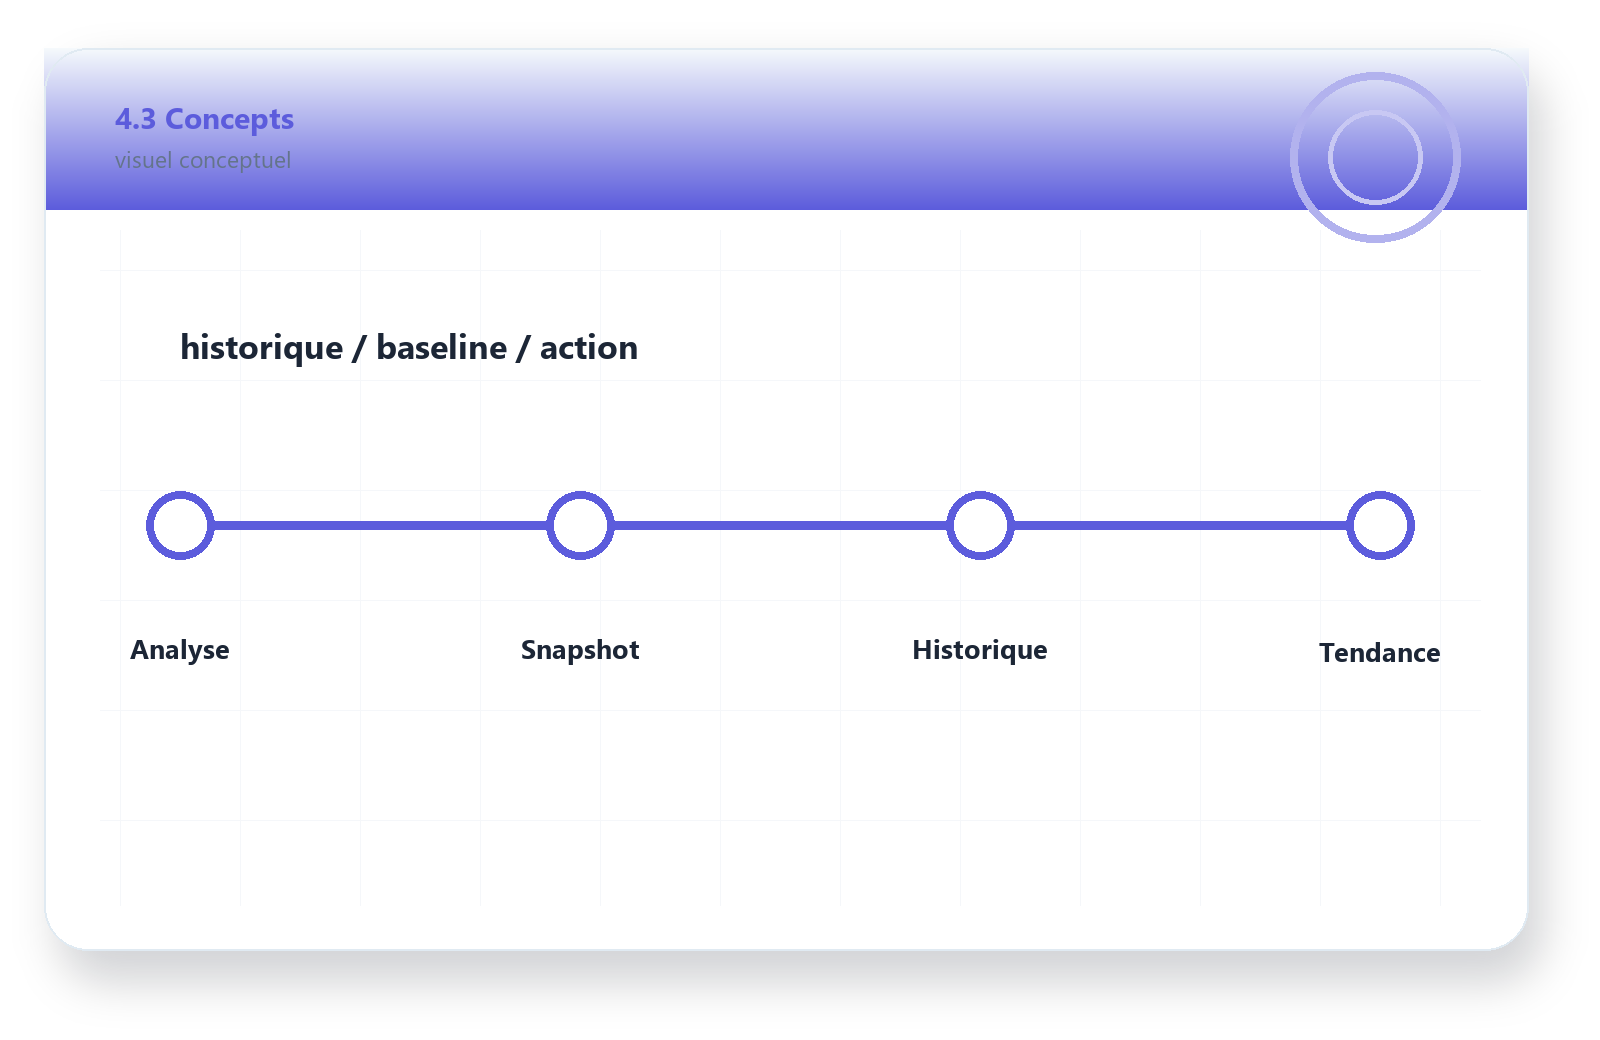 4.3 Concepts
visuel conceptuel
historique / baseline / action
Analyse
Snapshot
Historique
Tendance